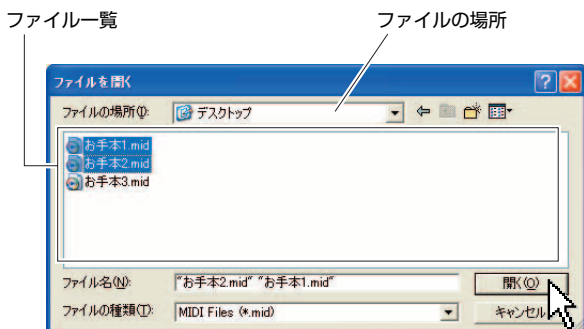 ファイル一覧 ファイルの場所
ファイルを開く
ファイルの場所(I): デスクトップ
お手本1.mid
お手本2.mid
お手本3.mid
ファイル名(N): "お手本2.mid" "お手本1.mid" 開く(O)
ファイルの種類(T): MIDI Files (*.mid) キャンセル